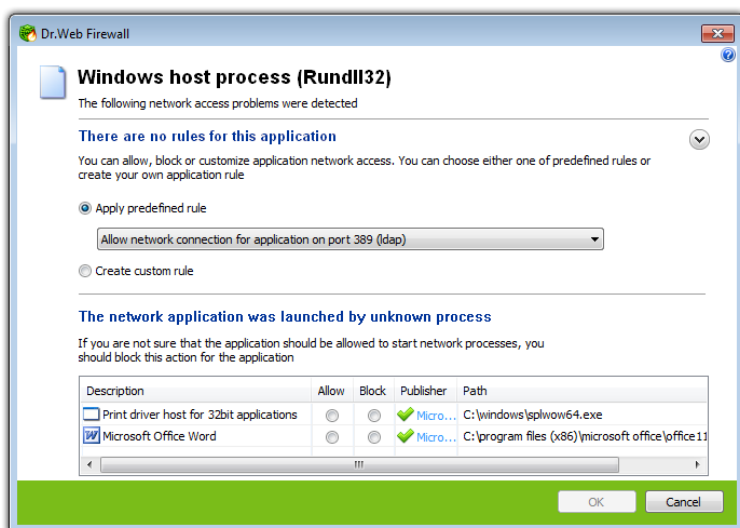 Dr.Web Firewall
Windows host process (Rundll32)
The following network access problems were detected
There are no rules for this application
You can allow, block or customize application network access. You can choose either one of predefined rules or
create your own application rule
Apply predefined rule
Allow network connection for application on port 389 (ldap)
Create custom rule
The network application was launched by unknown process
If you are not sure that the application should be allowed to start network processes, you
should block this action for the application
Description Allow Block Publisher Path
Print driver host for 32bit applications Micro... C:\windows\splwow64.exe
Microsoft Office Word Micro... C:\program files (x86)\microsoft office\office11
OK Cancel